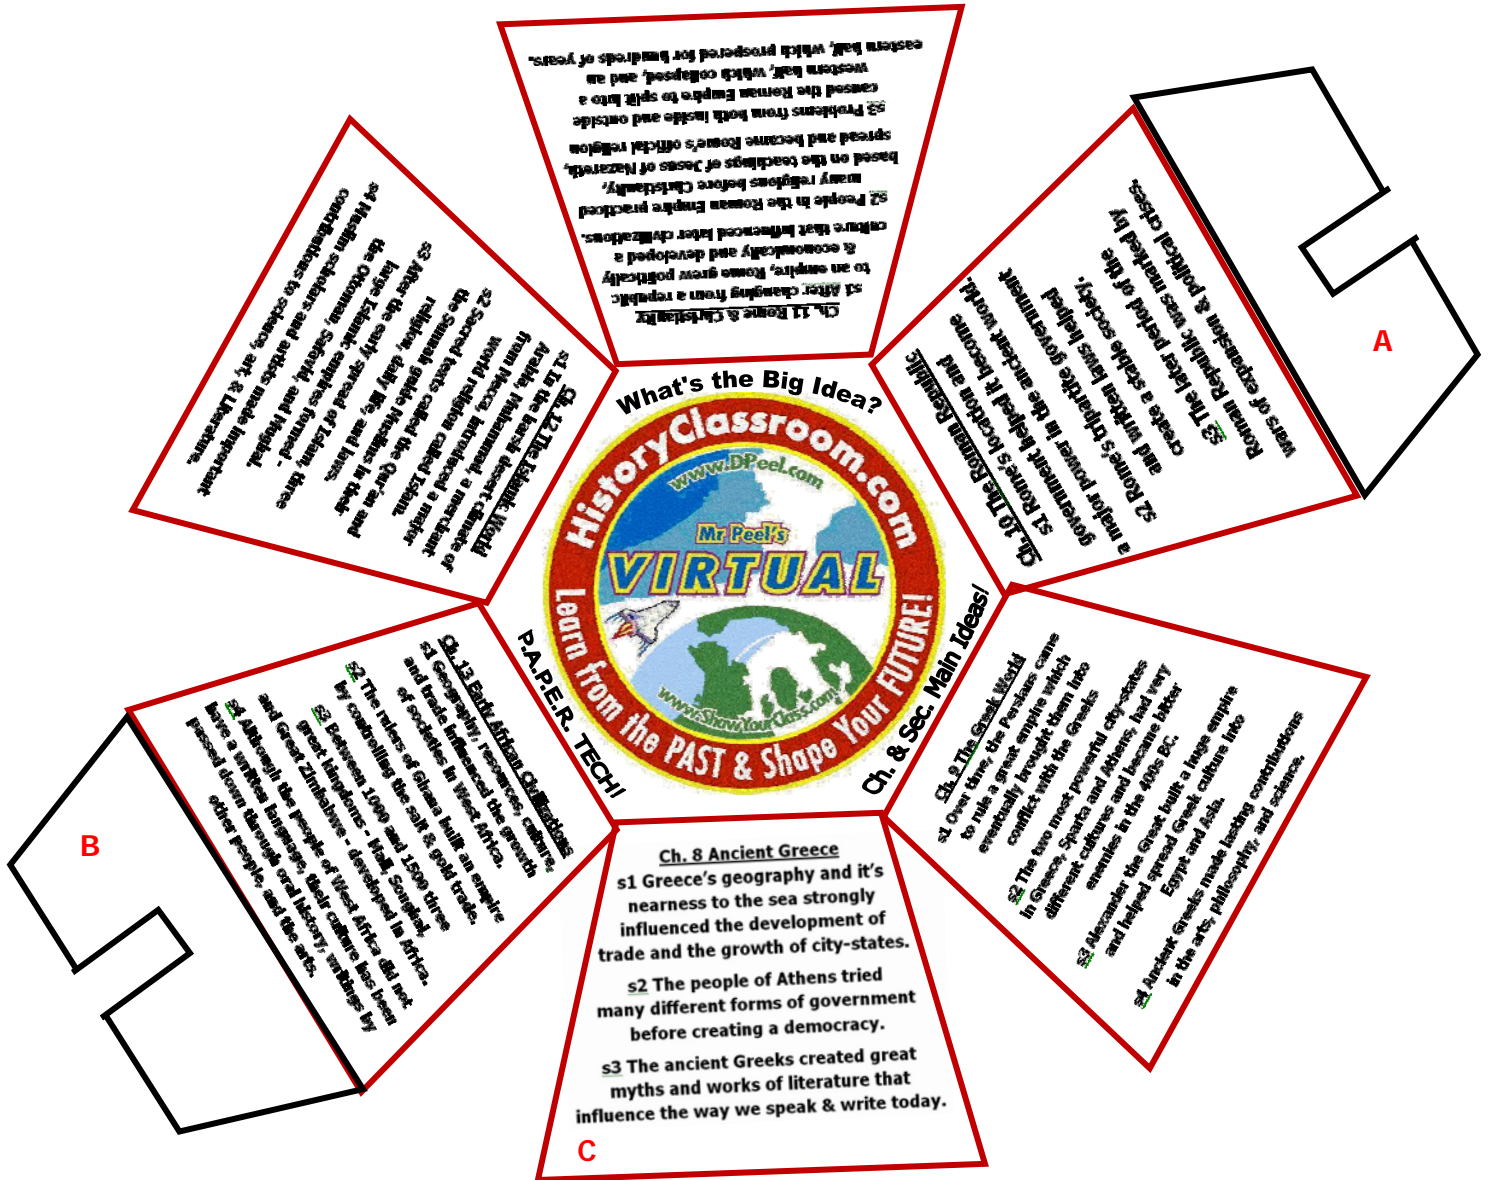 What's the Big Idea?
HistoryClassroom.com
www.DPeel.com
Mr Peel's
VIRTUAL
www.ShowYourClass.com
Learn from the PAST & Shape Your FUTURE!
P.A.P.E.R. TECH!
Ch. & Sec. Main Ideas!
A
B
C
Ch. 8 Ancient Greece
s1 Greece's geography and it's
nearness to the sea strongly
influenced the development of
trade and the growth of city-states.
s2 The people of Athens tried
many different forms of government
before creating a democracy.
s3 The ancient Greeks created great
myths and works of literature that
influence the way we speak & write today.
Ch. 9 The Greek World
s1 Over time, the Persians came
to rule a great empire which
eventually brought them into
conflict with the Greeks
s2 The two most powerful city-states
in Greece, Sparta and Athens, had very
different cultures and became bitter
enemies in the 400s BC.
s3 Alexander the Great built a huge empire
and helped spread Greek culture into
Egypt and Asia.
s4 Ancient Greeks made lasting contributions
in the arts, philosophy, and science.
Ch. 10 The Roman Republic
s1 Rome's location and
government helped it become
a major power in the ancient world.
s2 Rome's tripartite government
and written laws helped
create a stable society.
s3 The later period of the
Roman Republic was marked by
wars of expansion & political crises.
Ch. 11 Rome & Christianity
s1 After changing from a republic
to an empire, Rome grew politically
& economically and developed a
culture that influenced later civilizations.
s2 People in the Roman Empire practiced
many religions before Christianity,
based on the teachings of Jesus of Nazareth,
spread and became Rome's official religion
s3 Problems from both inside and outside
caused the Roman Empire to split into a
western half, which collapsed, and an
eastern half, which prospered for hundreds of years.
Ch. 12 The Islamic World
s1 In the harsh desert climate of
Arabia, Muhammad, a merchant
from Mecca, introduced a major
world religion called Islam.
s2 Sacred texts called the Qur'an and
the Sunnah guide Muslims in their
religion, daily life, and laws.
s3 After the early spread of Islam, three
large Islamic empires formed -
the Ottoman, Safavid, and Mughal.
s4 Muslim scholars and artists made important
contributions to science, art, & Literature.
Ch. 13 Early African Civilizations
s1 Geography, resources, culture,
and trade influenced the growth
of societies in West Africa.
s2 The rulers of Ghana built an empire
by controlling the salt & gold trade.
s3 Between 1000 and 1500 three
great kingdoms - Mali, Songhai,
and Great Zimbabwe - developed in Africa.
s4 Although the people of West Africa did not
have a written language, their culture has been
passed down through oral history, writings by
other people, and the arts.